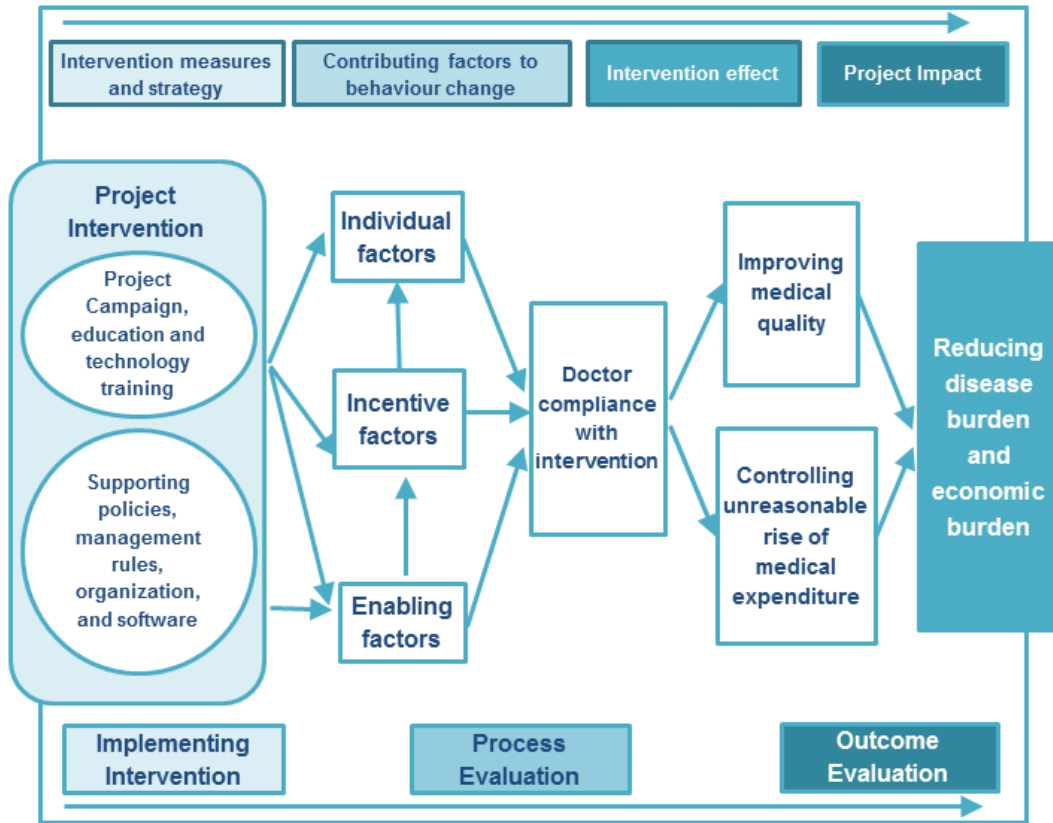 Intervention measures
and strategy
Contributing factors to
behaviour change
Intervention effect
Project Impact
Project
Intervention
Project
Campaign,
education and
technology
training
Supporting
policies,
management
rules,
organization,
and software
Individual
factors
Incentive
factors
Enabling
factors
Doctor
compliance
with
intervention
Improving
medical
quality
Controlling
unreasonable
rise of
medical
expenditure
Reducing
disease
burden
and
economic
burden
Implementing
Intervention
Process
Evaluation
Outcome
Evaluation